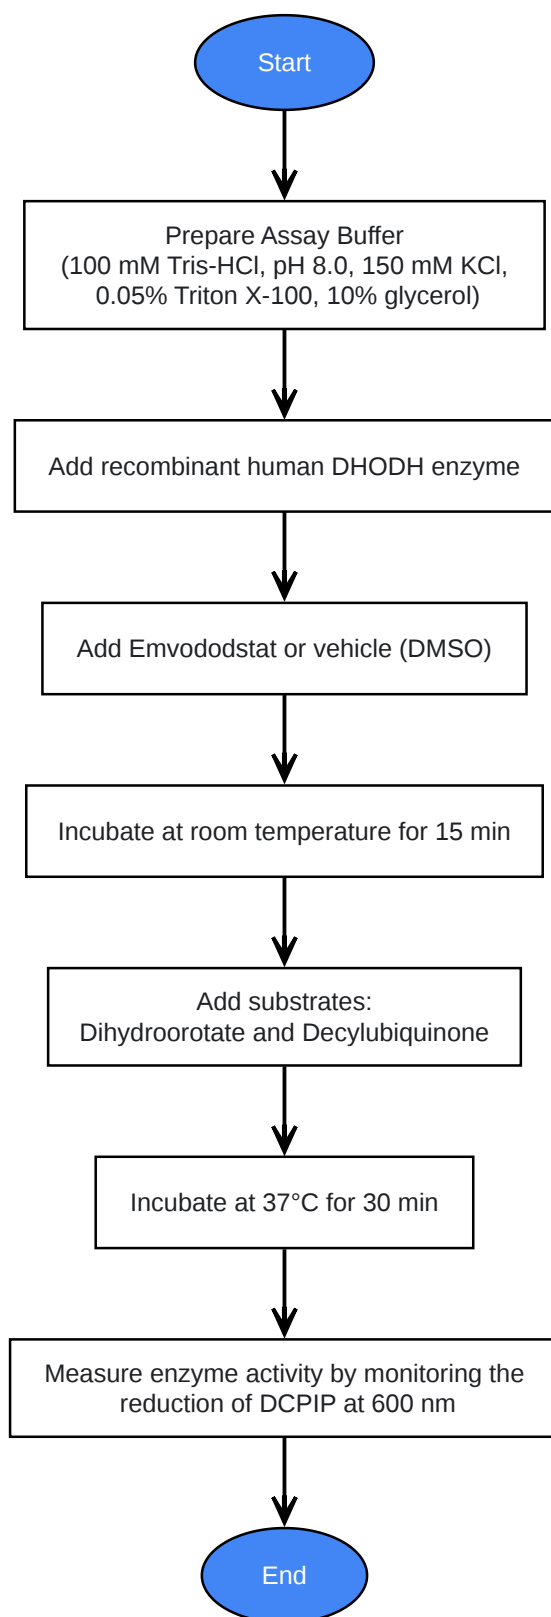 Start
Prepare Assay Buffer
(100 mM Tris-HCl, pH 8.0, 150 mM KCl,
0.05% Triton X-100, 10% glycerol)
Add recombinant human DHODH enzyme
Add Emvododstat or vehicle (DMSO)
Incubate at room temperature for 15 min
Add substrates:
Dihydroorotate and Decylubiquinone
Incubate at 37°C for 30 min
Measure enzyme activity by monitoring the
reduction of DCPIP at 600 nm
End